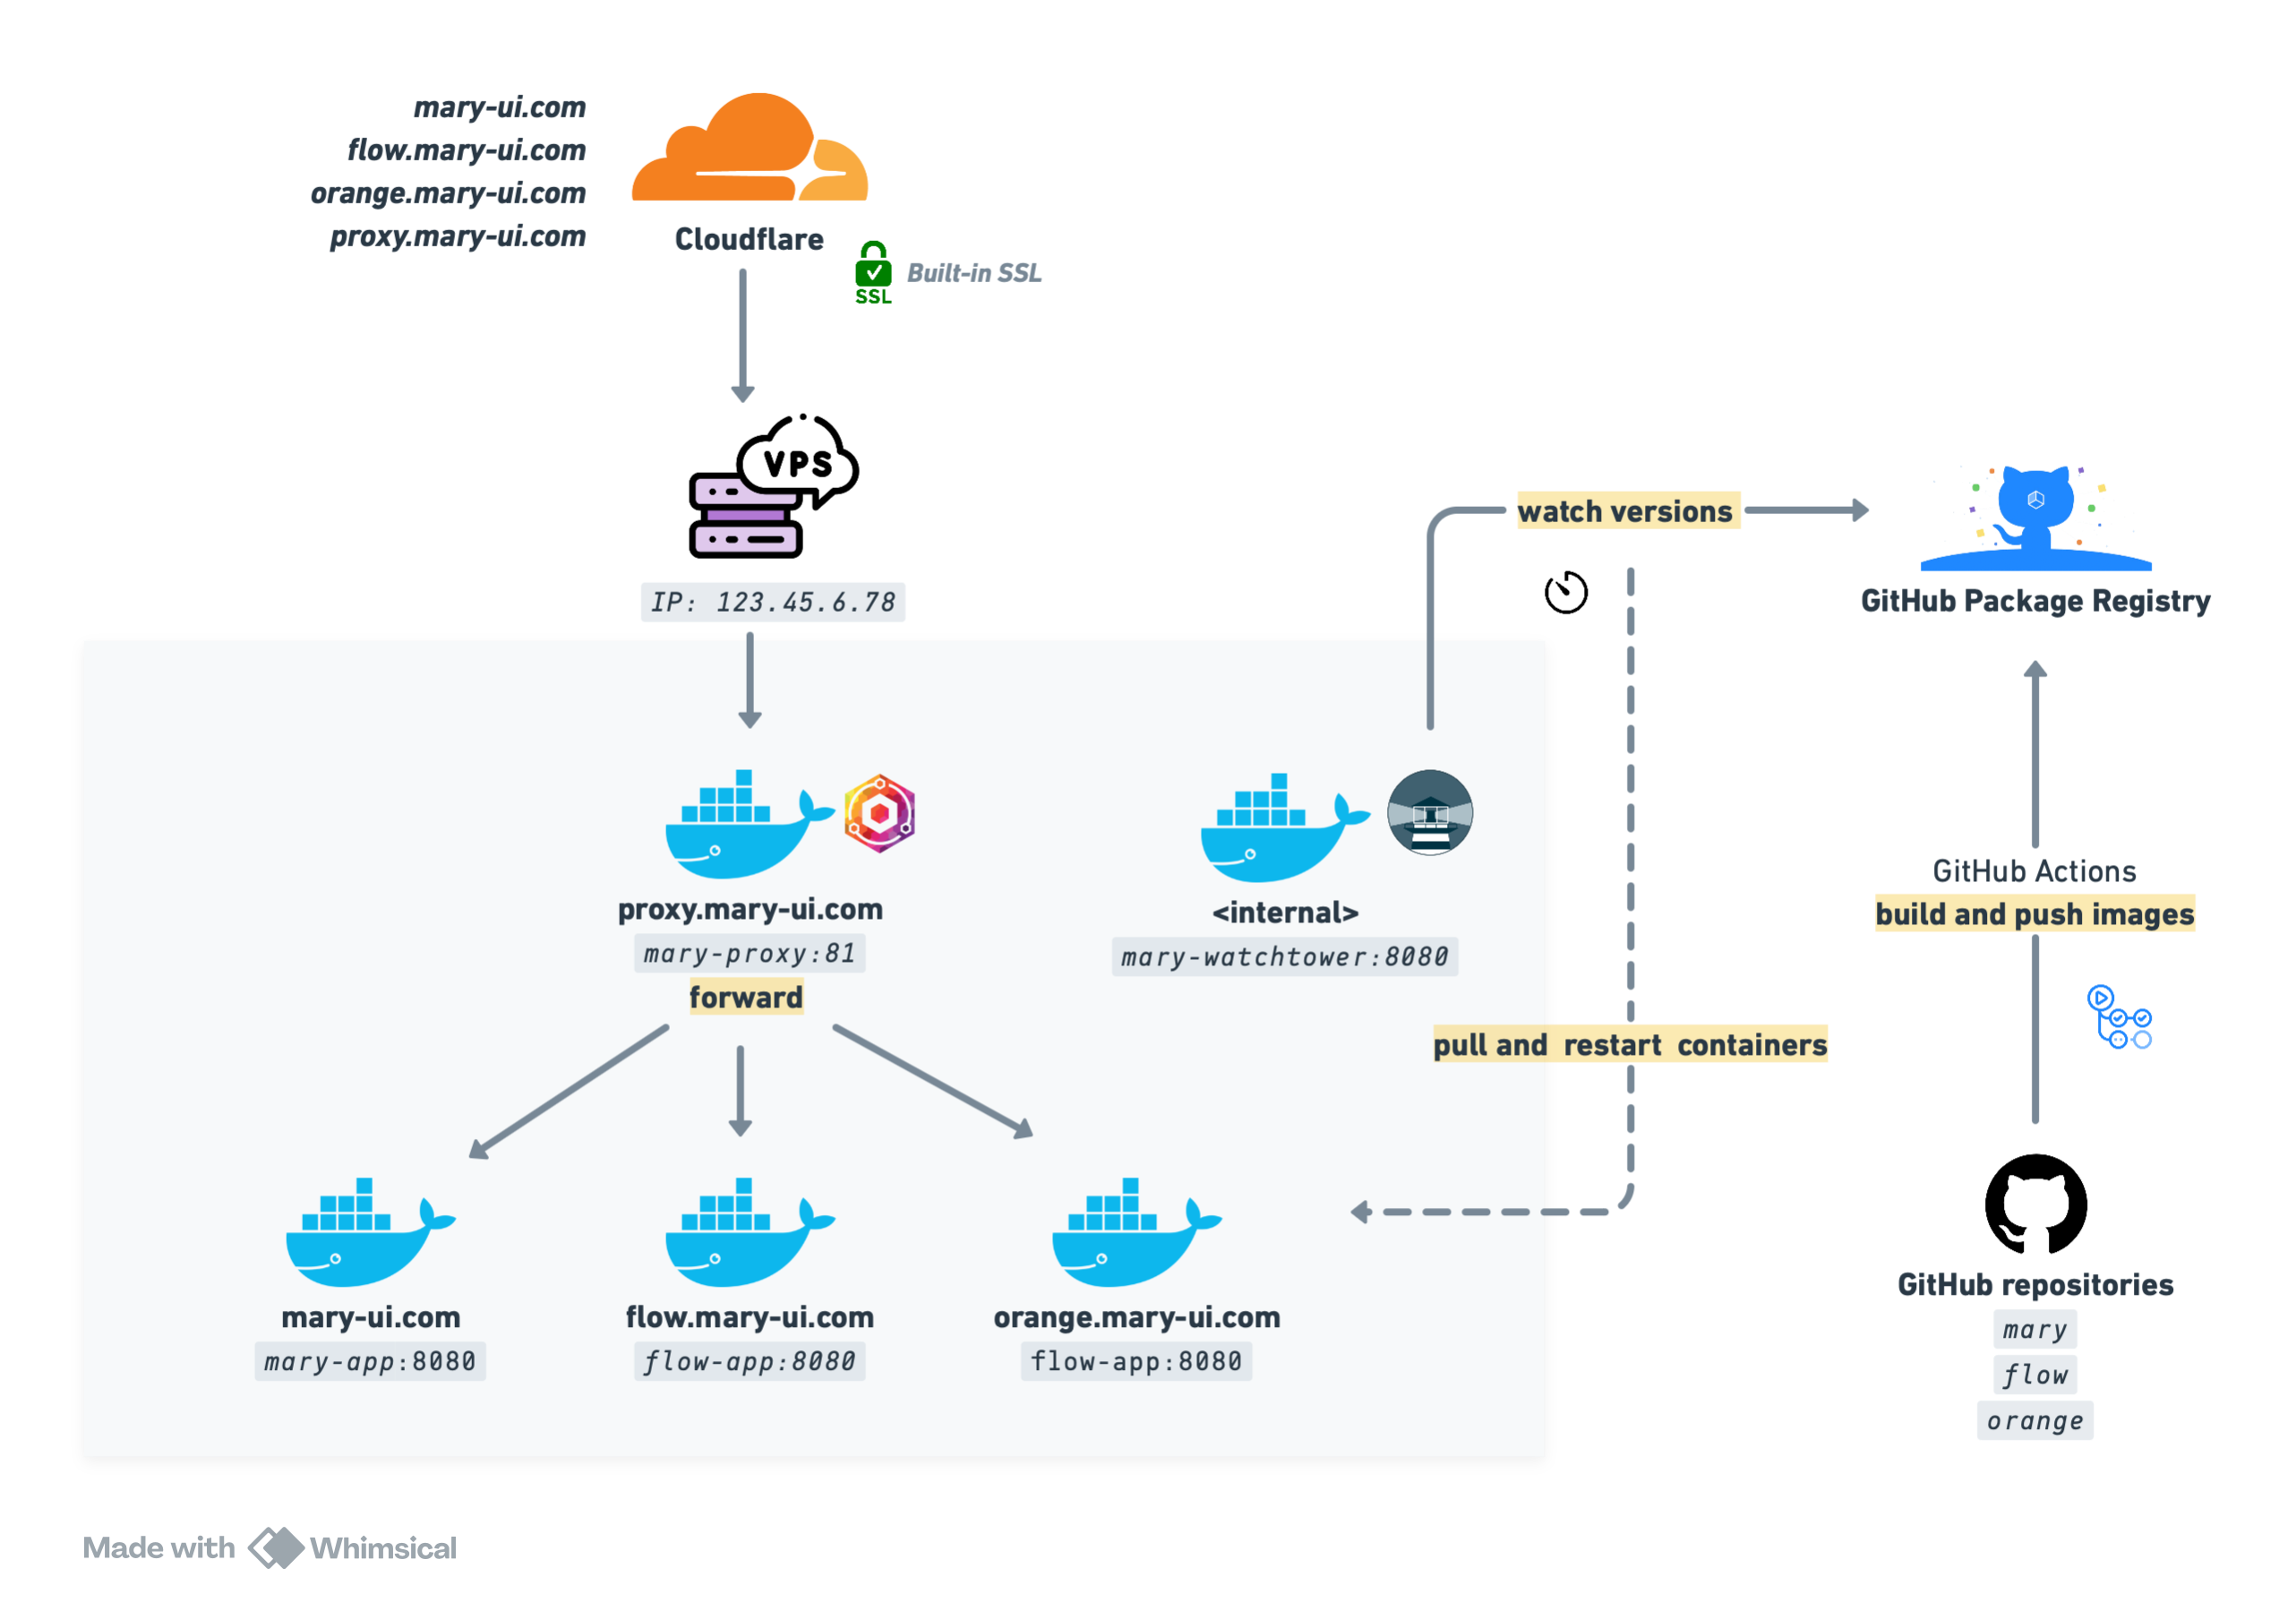 mary-ui.com
flow.mary-ui.com
orange.mary-ui.com
proxy.mary-ui.com
Cloudflare
SSL
Built-in SSL
VPS
IP: 123.45.6.78
watch versions
GitHub Package Registry
proxy.mary-ui.com
mary-proxy:81
forward
<internal>
mary-watchtower:8080
GitHub Actions
build and push images
pull and  restart  containers
mary-ui.com
mary-app:8080
flow.mary-ui.com
flow-app:8080
orange.mary-ui.com
flow-app:8080
GitHub repositories
mary
flow
orange
Made with Whimsical